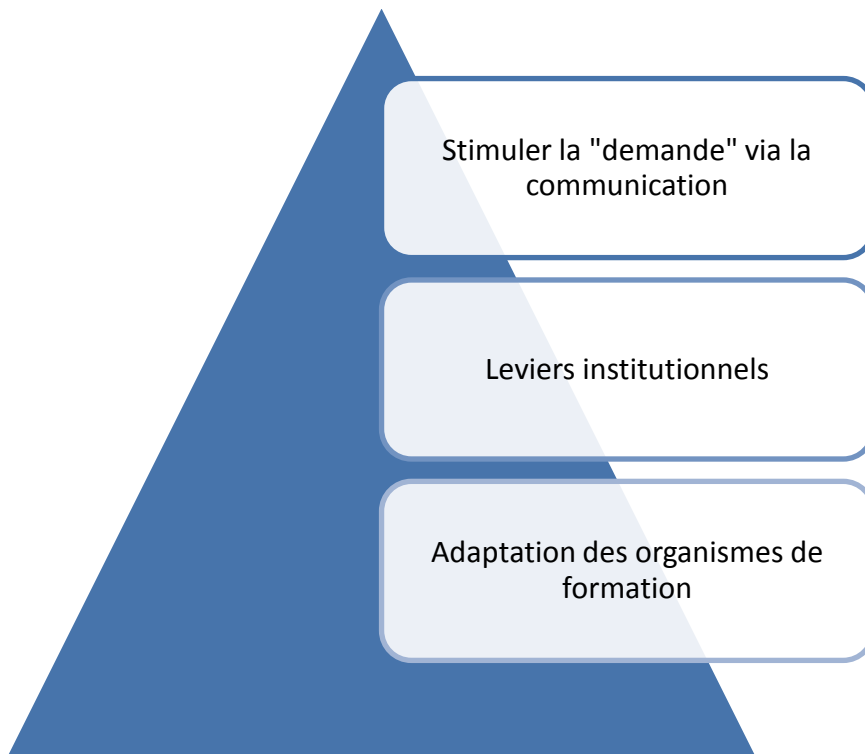 Stimuler la "demande" via la
communication
Leviers institutionnels
Adaptation des organismes de
formation